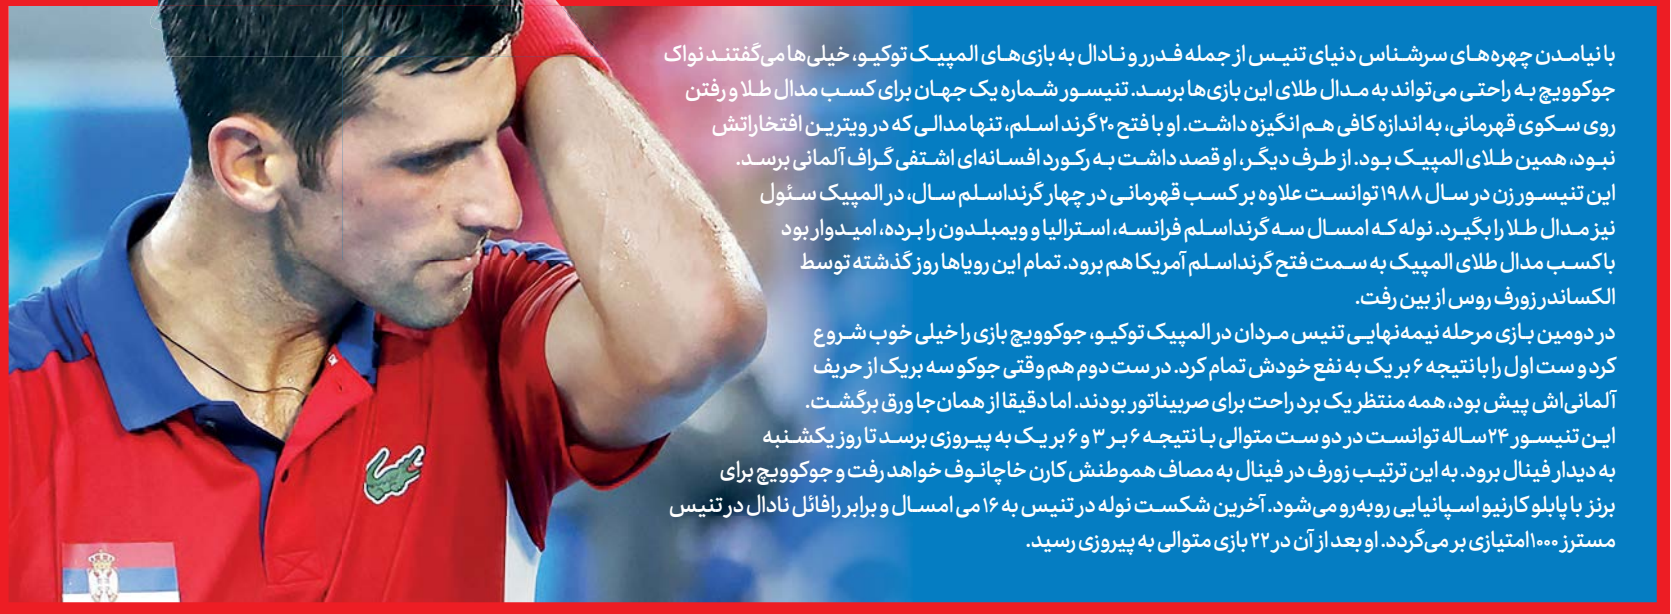 با نیامدن چهره‌های سرشناس دنیای تنیس از جمله فدرر و نادال به بازی‌های المپیک توکیو، خیلی‌ها می‌گفتند نواک
جوکوویچ به راحتی می‌تواند به مدال طلای این بازی‌ها برسد. تنیسور شماره یک جهان برای کسب مدال طلا و رفتن
روی سکوی قهرمانی، به اندازه کافی هم انگیزه داشت. او با فتح ۲۰ گرند اسلم، تنها مدالی که در ویترین افتخاراتش
نبود، همین طلای المپیک بود. از طرف دیگر، او قصد داشت به رکورد افسانه‌ای اشتفی گراف آلمانی برسد.
این تنیسور زن در سال ۱۹۸۸ توانست علاوه بر کسب قهرمانی در چهار گرنداسلم سال، در المپیک سئول
نیز مدال طلا را بگیرد. نوله که امسال سه گرنداسلم فرانسه، استرالیا و ویمبلدون را برده، امیدوار بود
با کسب مدال طلای المپیک به سمت فتح گرنداسلم آمریکا هم برود. تمام این رویاها روز گذشته توسط
الکساندر زورف روس از بین رفت.
در دومین بازی مرحله نیمه‌نهایی تنیس مردان در المپیک توکیو، جوکوویچ بازی را خیلی خوب شروع
کرد و ست اول را با نتیجه ۶ بر یک به نفع خودش تمام کرد. در ست دوم هم وقتی جوکو سه بر یک از حریف
آلمانی‌اش پیش بود، همه منتظر یک برد راحت برای صربیناتور بودند. اما دقیقا از همان جا ورق برگشت.
این تنیسور ۲۴ساله توانست در دو ست متوالی با نتیجه ۶ بر ۳ و ۶ بر یک به پیروزی برسد تا روز یکشنبه
به دیدار فینال برود. به این ترتیب زورف در فینال به مصاف هموطنش کارن خاچانوف خواهد رفت و جوکوویچ برای
برنز با پابلو کارنیو اسپانیایی روبه‌رو می‌شود. آخرین شکست نوله در تنیس به ۱۶ می امسال و برابر رافائل نادال در تنیس
مسترز ۱۰۰۰ امتیازی بر می‌گردد. او بعد از آن در ۲۲ بازی متوالی به پیروزی رسید.